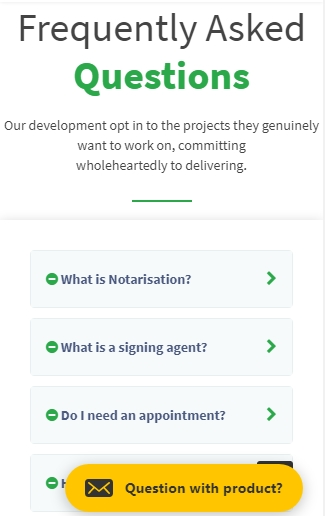 Frequently Asked
Questions
Our development opt in to the projects they genuinely
want to work on, committing
wholeheartedly to delivering.
What is Notarisation?
What is a signing agent?
Do I need an appointment?
Question with product?